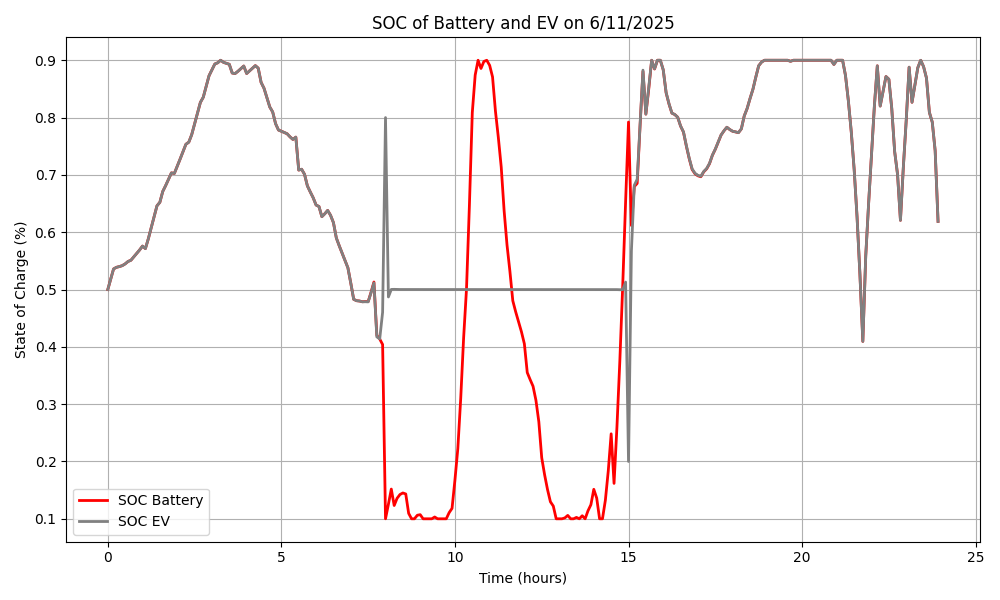 SOC of Battery and EV on 6/11/2025
State of Charge (%)
0.9
0.8
0.7
0.6
0.5
0.4
0.3
0.2
0.1
SOC Battery
SOC EV
0 5 10 15 20 25
Time (hours)